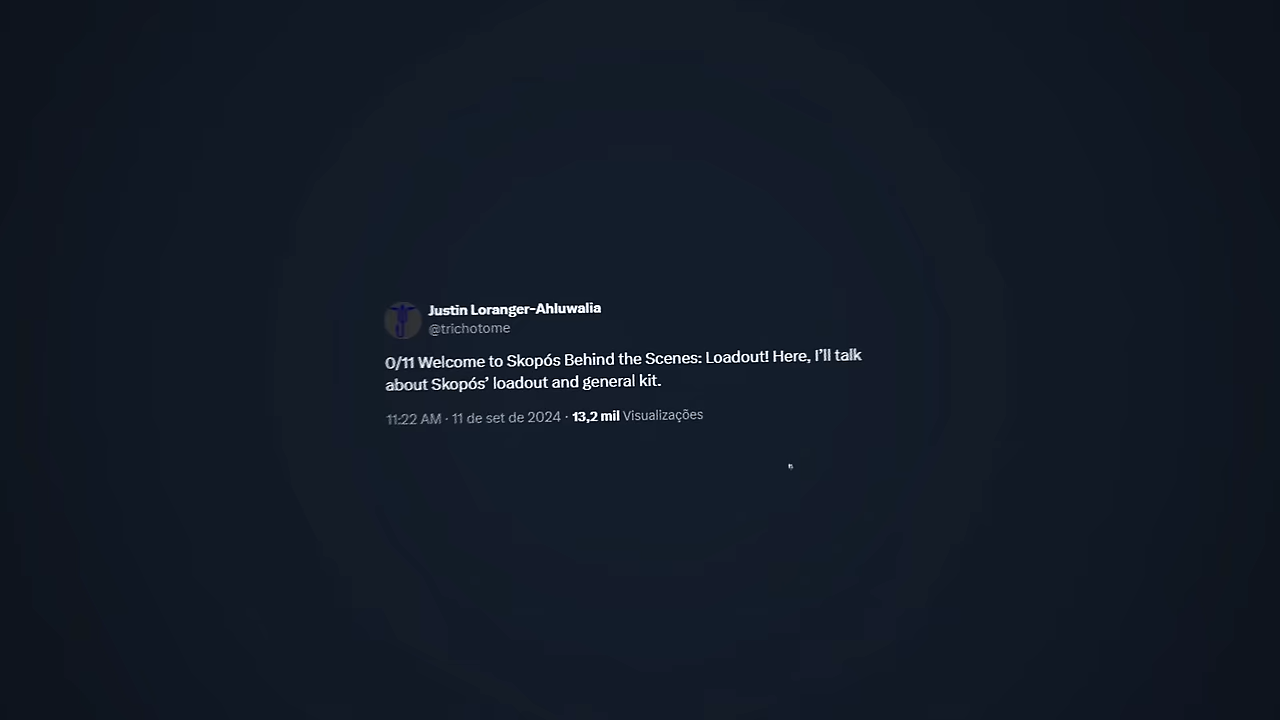 Justin Loranger-Ahluwalia
@trichotome
0/11 Welcome to Skopós Behind the Scenes: Loadout! Here, I’ll talk
about Skopós’ loadout and general kit.
11:22 AM · 11 de set de 2024 · 13,2 mil Visualizações